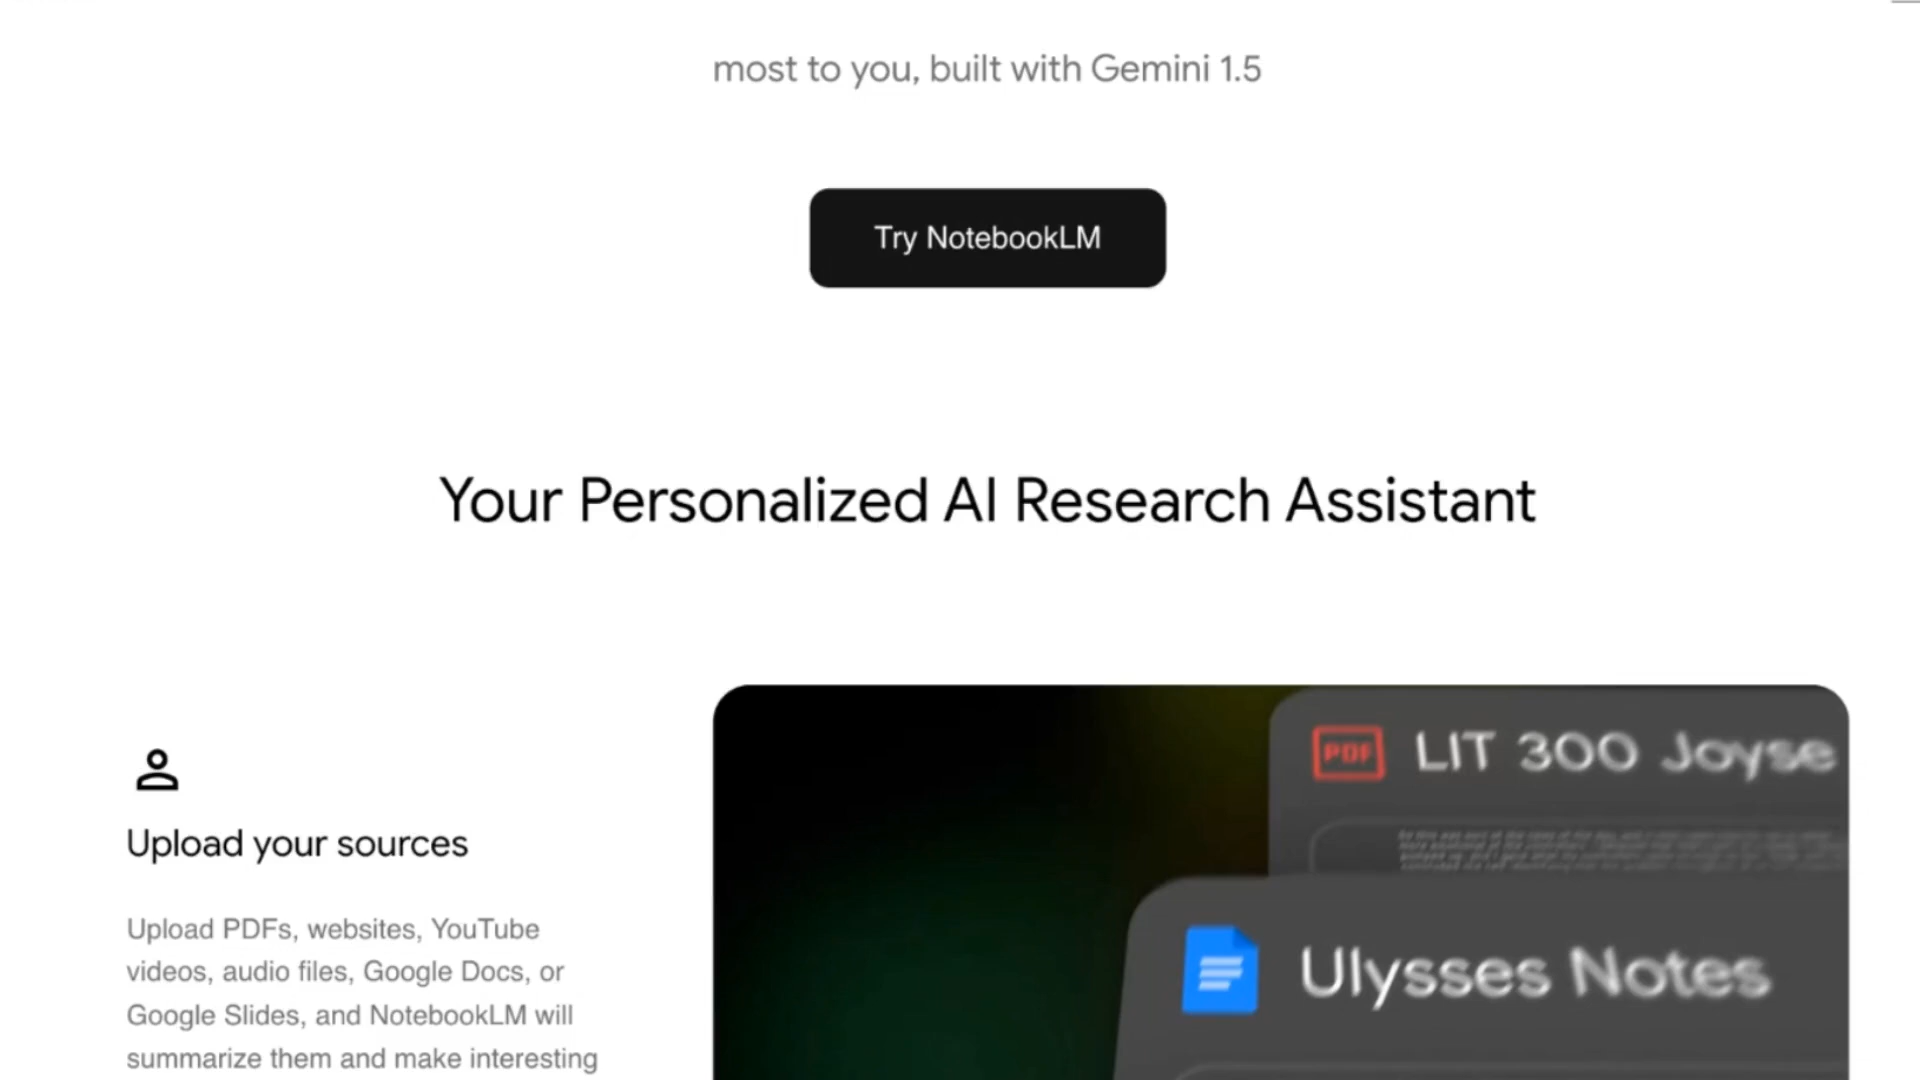 most to you, built with Gemini 1.5
Try NotebookLM
Your Personalized AI Research Assistant
Upload your sources
Upload PDFs, websites, YouTube
videos, audio files, Google Docs, or
Google Slides, and NotebookLM will
summarize them and make interesting
PDF LIT 300 Joyse
Ulysses Notes